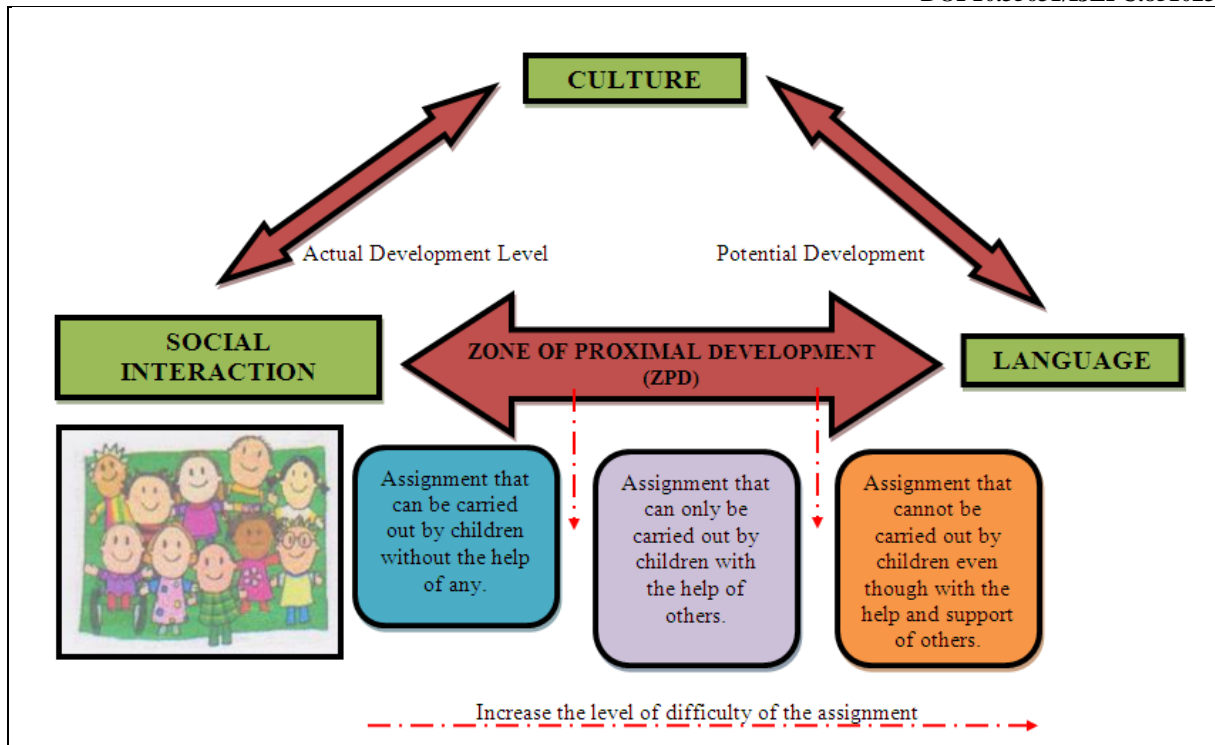 CULTURE
Actual Development Level
Potential Development
SOCIAL
INTERACTION
ZONE OF PROXIMAL DEVELOPMENT
(ZPD)
LANGUAGE
Assignment that
can be carried
out by children
without the help
of any.
Assignment that
can only be
carried out by
children with
the help of
others.
Assignment that
cannot be
carried out by
children even
though with the
help and support
of others.
Increase the level of difficulty of the assignment